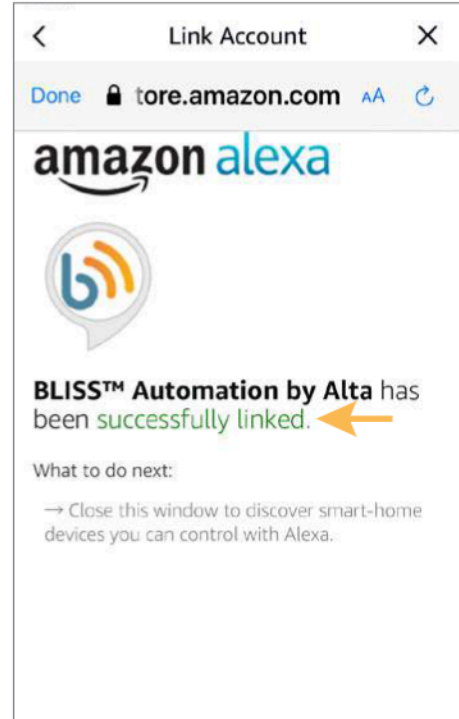 Link Account
Done tore.amazon.com AA
amazon alexa
b
BLISS™ Automation by Alta has
been successfully linked.
What to do next:
→ Close this window to discover smart-home
devices you can control with Alexa.